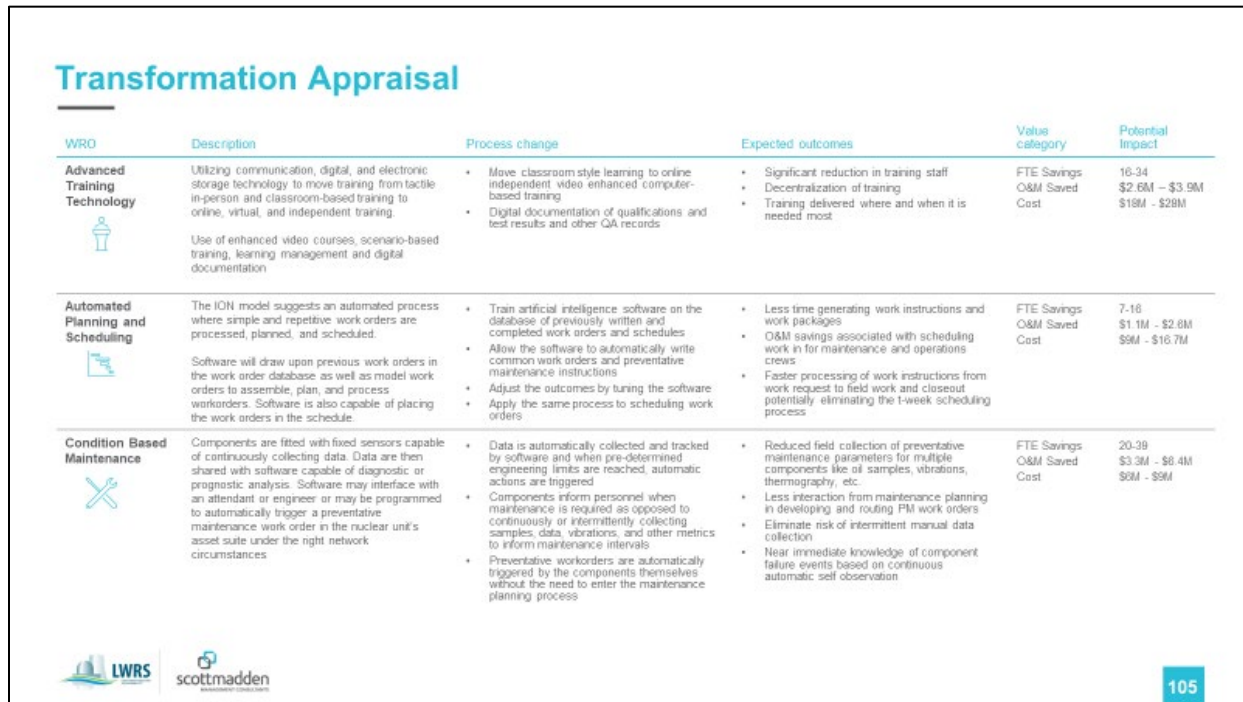 Transformation Appraisal
WRO
Description
Process change
Expected outcomes
Value
category
Potential
Impact
Advanced
Training
Technology
Utilizing communication, digital, and electronic
storage technology to move training from tactile
in-person and classroom-based training to
online, virtual, and independent training.
Use of enhanced video courses, scenario-based
training, learning management and digital
documentation
• Move classroom style learning to online
independent video enhanced computer-
based training
• Digital documentation of qualifications and
test results and other QA records
• Significant reduction in training staff
• Decentralization of training
• Training delivered where and when it is
needed most
FTE Savings
O&M Saved
Cost
16-34
$2.6M – $3.9M
$18M - $28M
Automated
Planning and
Scheduling
The ION model suggests an automated process
where simple and repetitive work orders are
processed, planned, and scheduled.
Software will draw upon previous work orders in
the work order database as well as model work
orders to assemble, plan, and process
workorders. Software is also capable of placing
the work orders in the schedule.
• Train artificial intelligence software on the
database of previously written and
completed work orders and schedules
• Allow the software to automatically write
common work orders and preventative
maintenance instructions
• Adjust the outcomes by tuning the software
• Apply the same process to scheduling work
orders
• Less time generating work instructions and
work packages
• O&M savings associated with scheduling
work in for maintenance and operations
crews
• Faster processing of work instructions from
work request to field work and closeout
potentially eliminating the t-week scheduling
process
FTE Savings
O&M Saved
Cost
7-16
$1.1M - $2.6M
$9M - $16.7M
Condition Based
Maintenance
Components are fitted with fixed sensors capable
of continuously collecting data. Data are then
shared with software capable of diagnostic or
prognostic analysis. Software may interface with
an attendant or engineer or may be programmed
to automatically trigger a preventative
maintenance work order in the nuclear unit's
asset suite under the right network
circumstances
• Data is automatically collected and tracked
by software and when pre-determined
engineering limits are reached, automatic
actions are triggered
• Components inform personnel when
maintenance is required as opposed to
continuously or intermittently collecting
samples, data, vibrations, and other metrics
to inform maintenance intervals
• Preventative workorders are automatically
triggered by the components themselves
without the need to enter the maintenance
planning process
• Reduced field collection of preventative
maintenance parameters for multiple
components like oil samples, vibrations,
thermography, etc.
• Less interaction from maintenance planning
in developing and routing PM work orders
• Eliminate risk of intermittent manual data
collection
• Near immediate knowledge of component
failure events based on continuous
automatic self observation
FTE Savings
O&M Saved
Cost
20-39
$3.3M - $6.4M
$6M - $9M
LWRS
scottmadden
MANAGEMENT CONSULTANTS
105